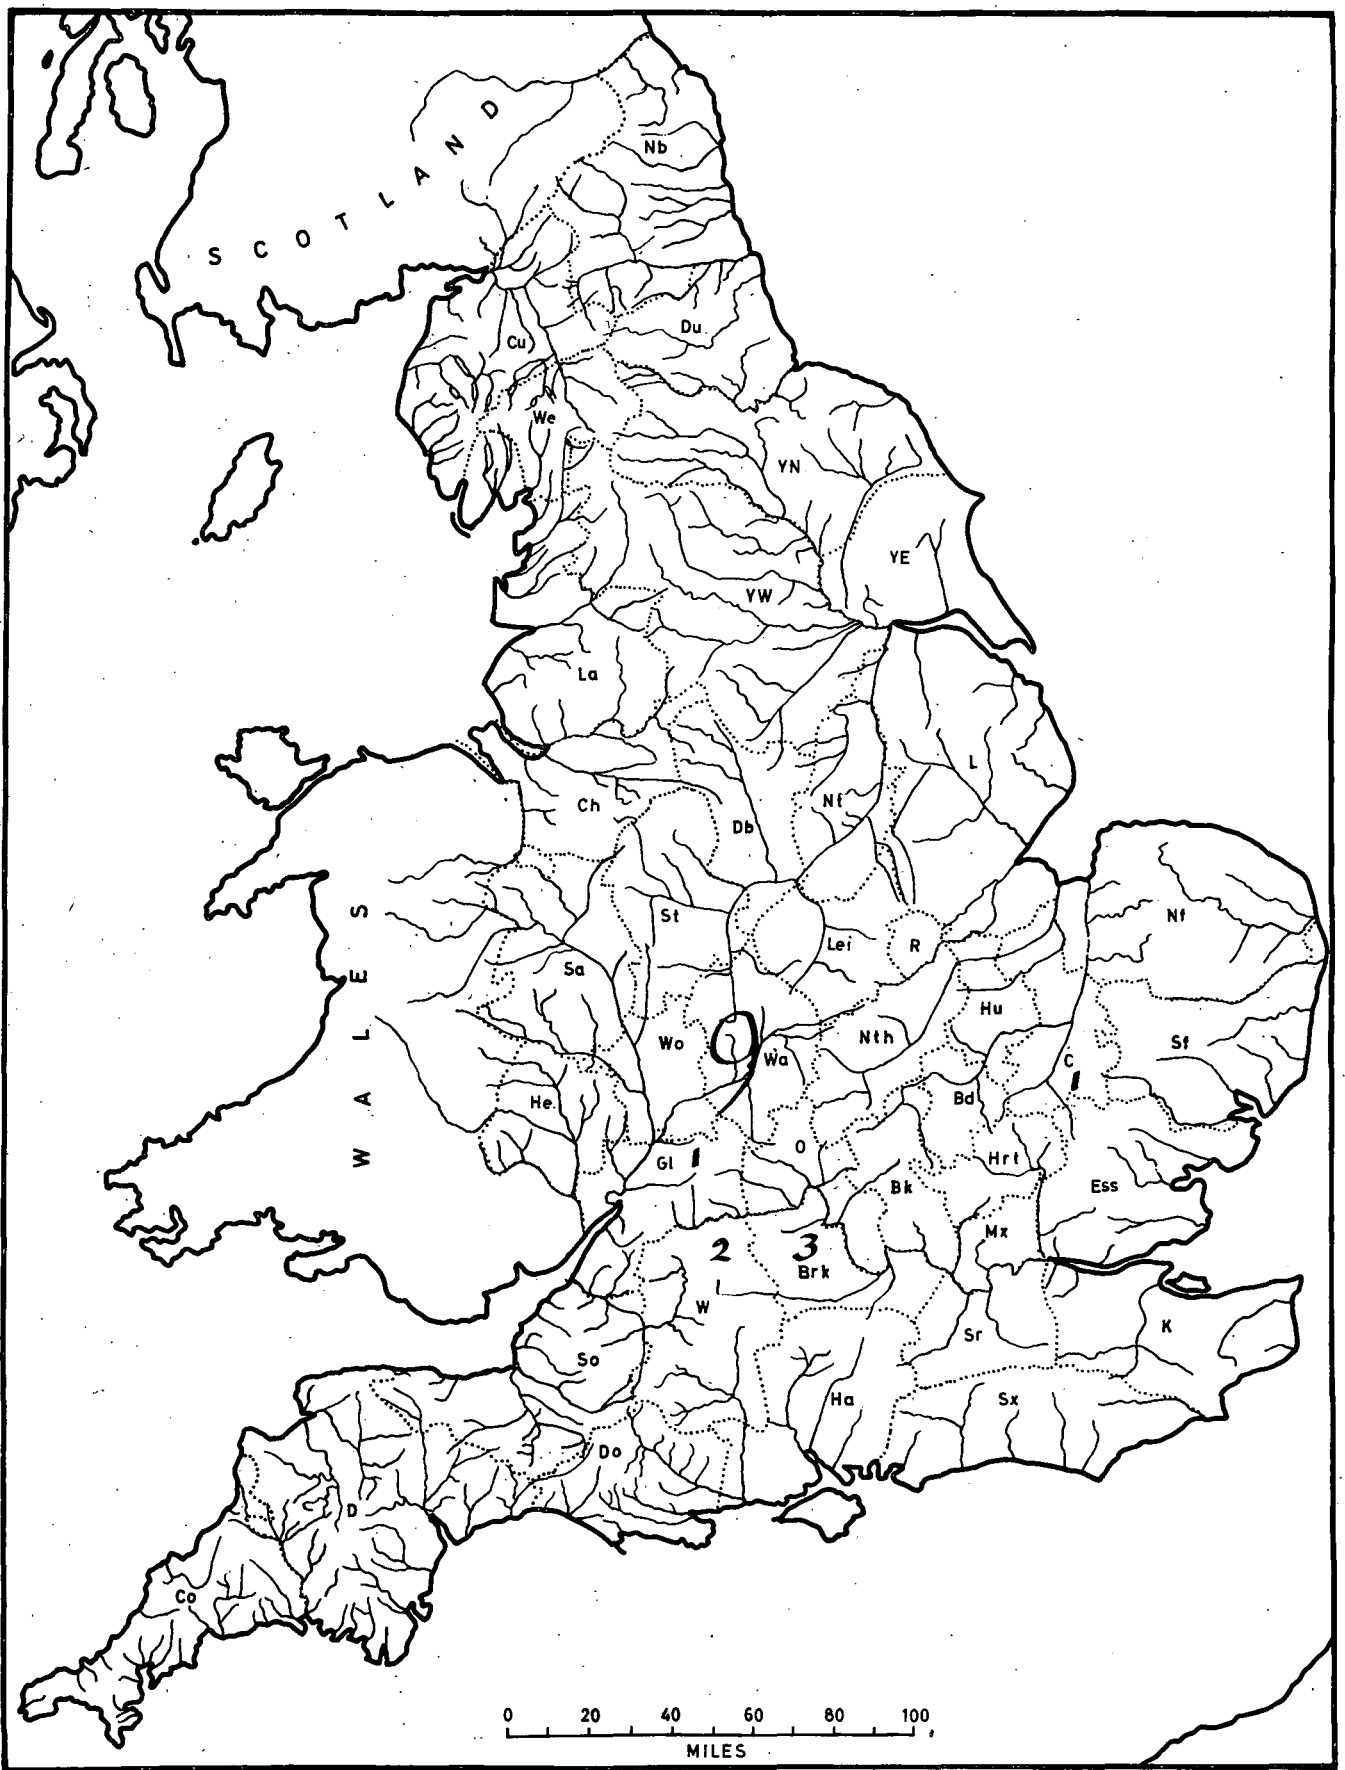 SCOTLAND
Nb
Cu
Du
We
YN
YE
YW
La
L
Ch
Nt
Db
WALES
St
Lei
R
Nf
Sa
Hu
Wo
Wa
Nth
Sf
C
He
Bd
Gl
O
Hrt
Bk
Ess
2
3
Mx
Brk
W
Sr
K
So
Ha
Sx
Do
D
Co
0 20 40 60 80 100
MILES